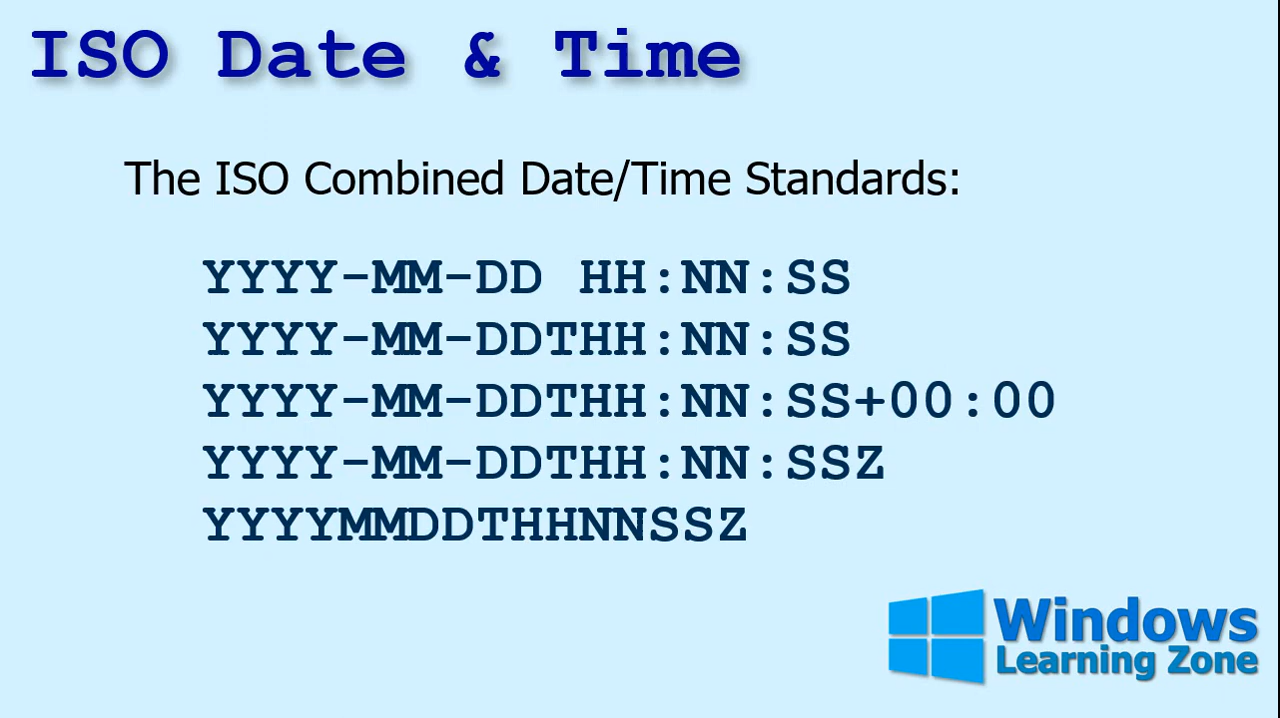 ISO Date & Time
The ISO Combined Date/Time Standards:
YYYY-MM-DD HH:NN:SS
YYYY-MM-DDTHH:NN:SS
YYYY-MM-DDTHH:NN:SS+00:00
YYYY-MM-DDTHH:NN:SSZ
YYYYMMDDTHHNNSSZ
Windows
Learning Zone